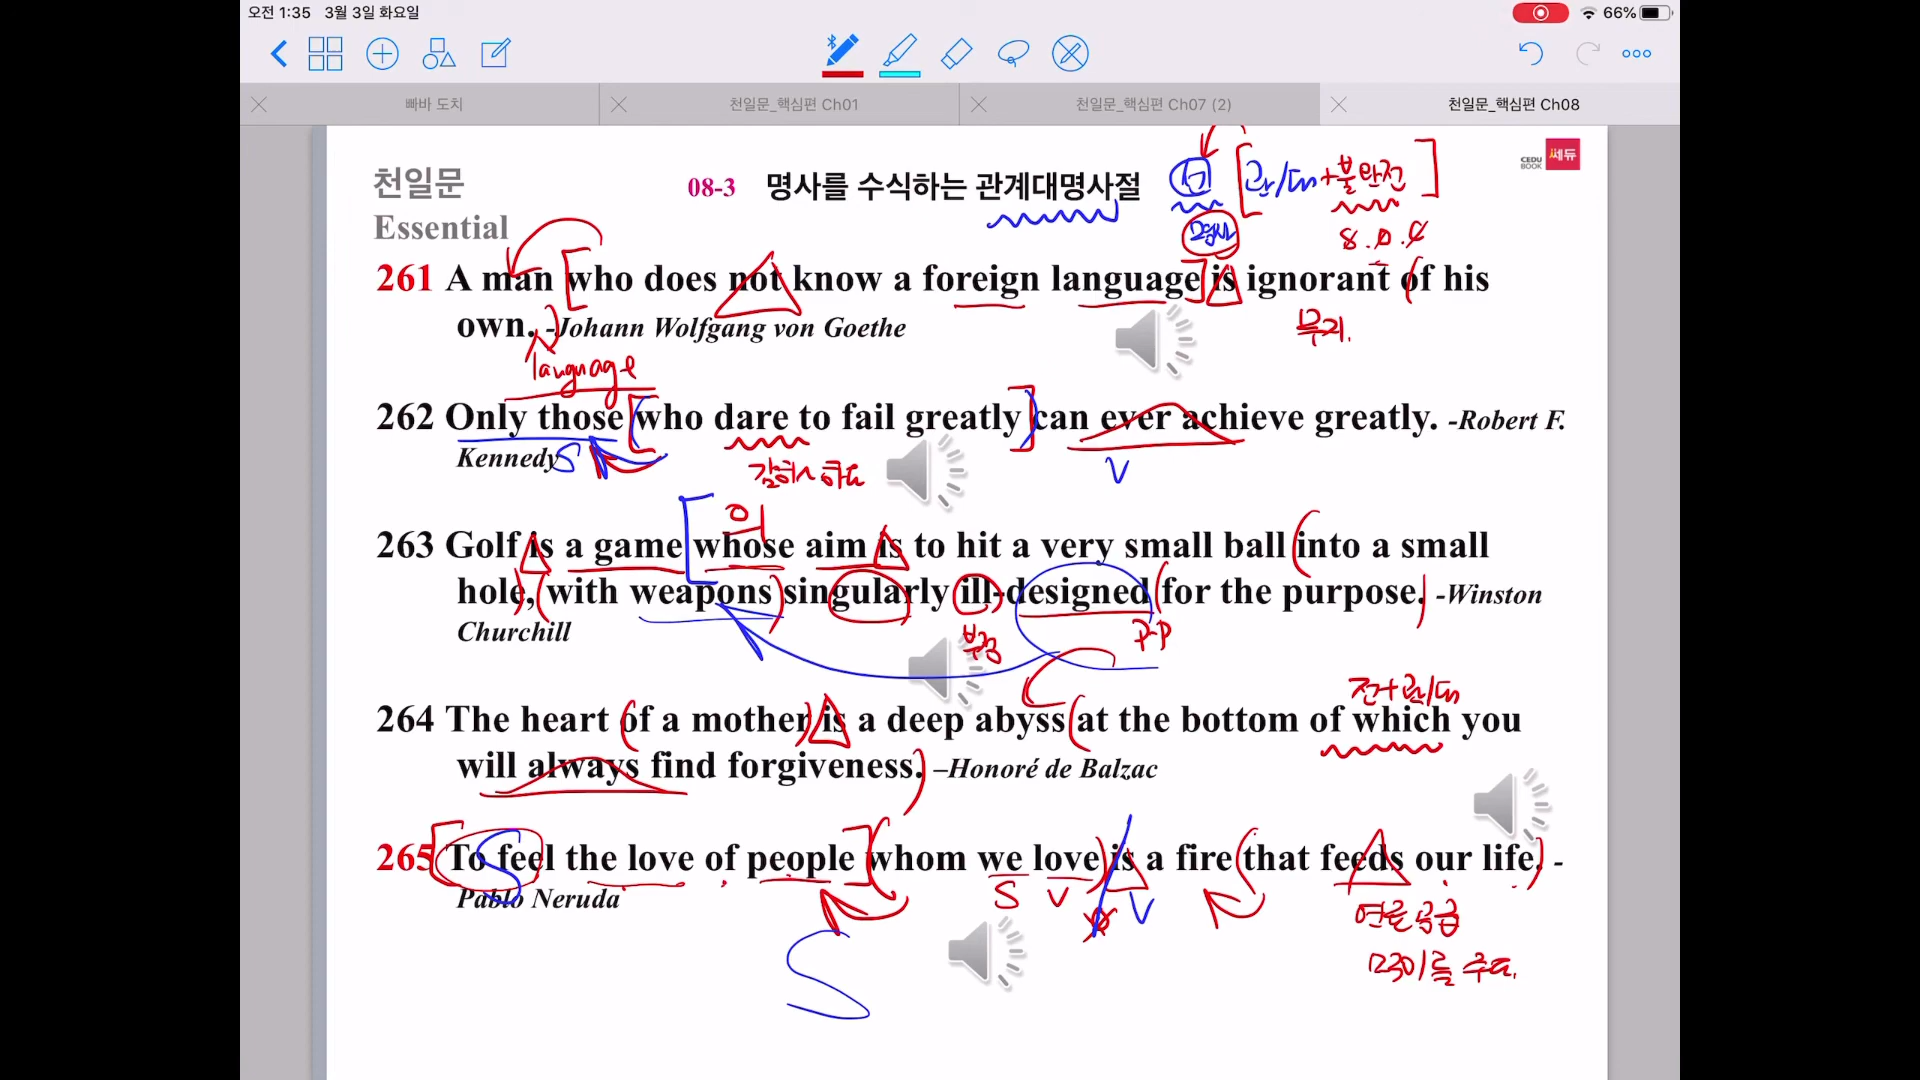 오전 1:35 3월 3일 화요일
66%
빠바 도치
천일문_핵심편 Ch01
천일문_핵심편 Ch07 (2)
천일문_핵심편 Ch08
천일문
Essential
08-3 명사를 수식하는 관계대명사절
선 [관/대+불완전]
명사
CEDU BOOK 쎄듀
261 A man who does not know a foreign language is ignorant of his
own. -Johann Wolfgang von Goethe
무지.
language
262 Only those who dare to fail greatly can ever achieve greatly. -Robert F.
Kennedy
S
감히~하다
V
의
263 Golf is a game whose aim is to hit a very small ball into a small
hole, with weapons singularly ill-designed for the purpose. -Winston
Churchill
부정
P.P
전+관/대
264 The heart of a mother is a deep abyss at the bottom of which you
will always find forgiveness. –Honoré de Balzac
265 To feel the love of people whom we love is a fire that feeds our life. -
Pablo Neruda
S
S V
V
연료 공급
먹이를 주다.
S